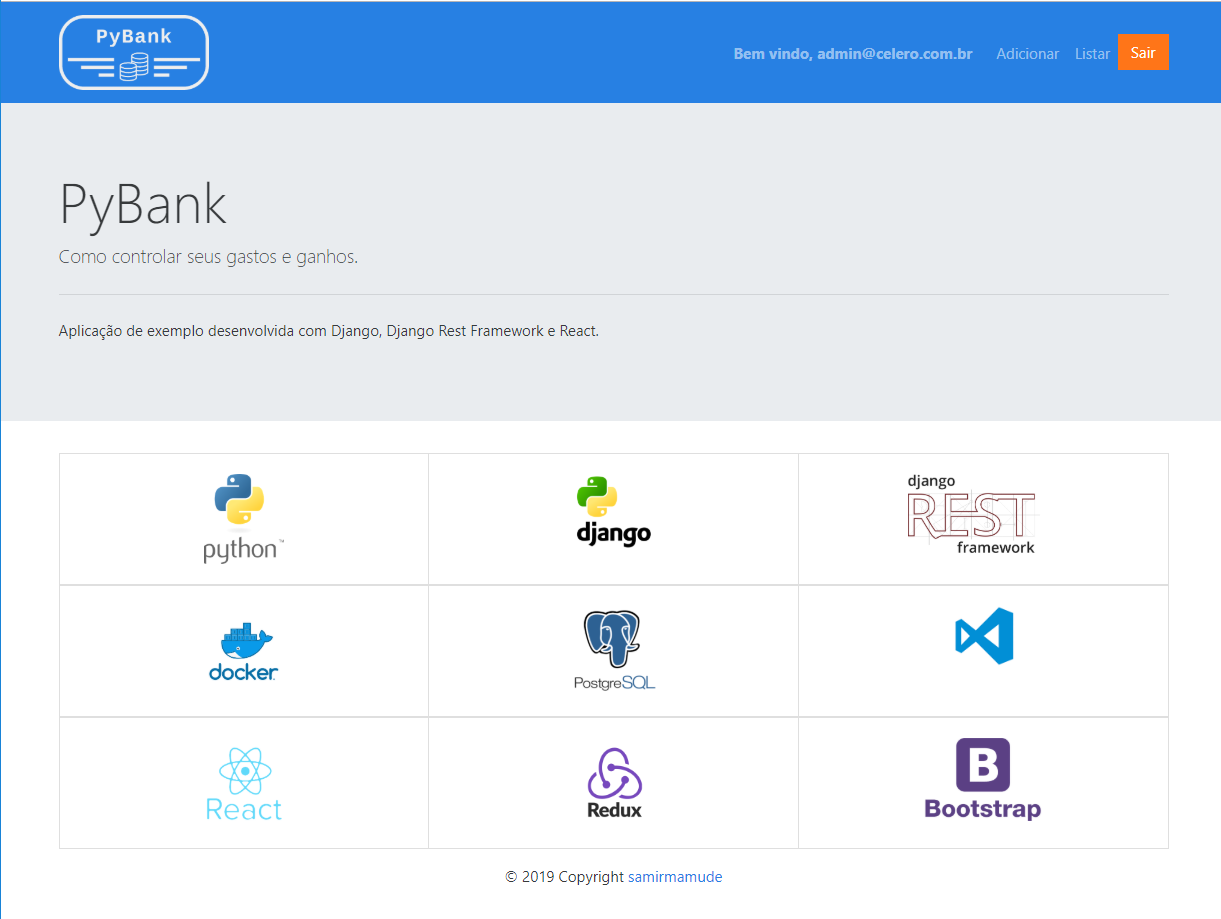 PyBank
Bem vindo, admin@celero.com.br Adicionar Listar Sair
PyBank
Como controlar seus gastos e ganhos.
Aplicação de exemplo desenvolvida com Django, Django Rest Framework e React.
python™
django
django
REST
framework
docker
PostgreSQL
React
Redux
B
Bootstrap
© 2019 Copyright samirmamude